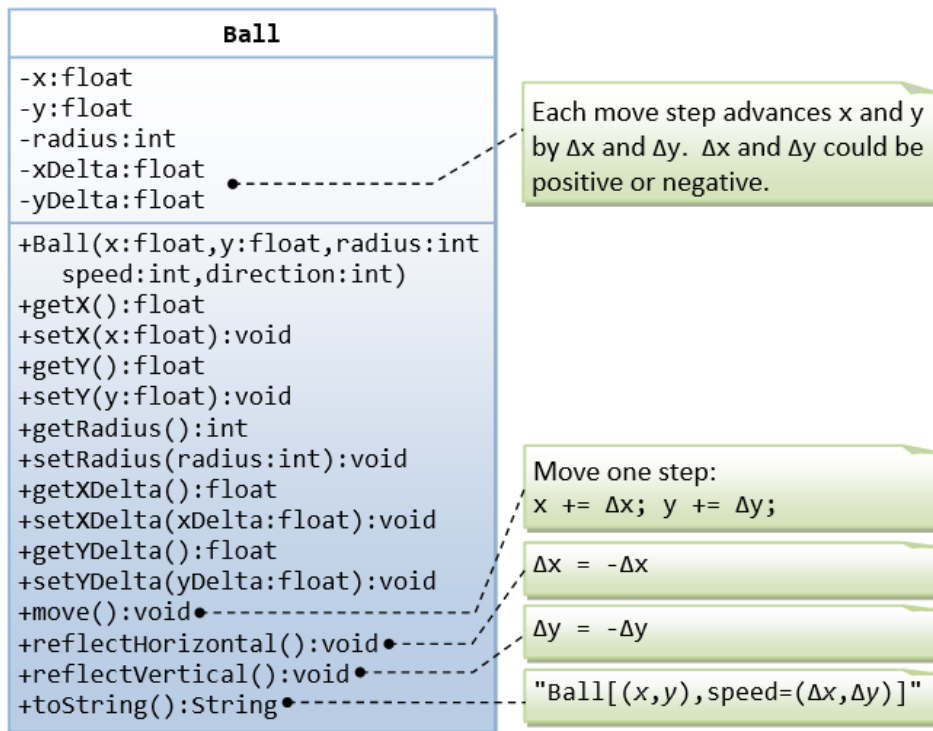 Ball
-x:float
-y:float
-radius:int
-xDelta:float
-yDelta:float
Each move step advances x and y
by Δx and Δy. Δx and Δy could be
positive or negative.
+Ball(x:float,y:float,radius:int
speed:int,direction:int)
+getX():float
+setX(x:float):void
+getY():float
+setY(y:float):void
+getRadius():int
+setRadius(radius:int):void
+getXDelta():float
+setXDelta(xDelta:float):void
+getYDelta():float
+setYDelta(yDelta:float):void
+move():void
+reflectHorizontal():void
+reflectVertical():void
+toString():String
Move one step:
x += Δx; y += Δy;
Δx = -Δx
Δy = -Δy
"Ball[(x,y),speed=(Δx,Δy)]"